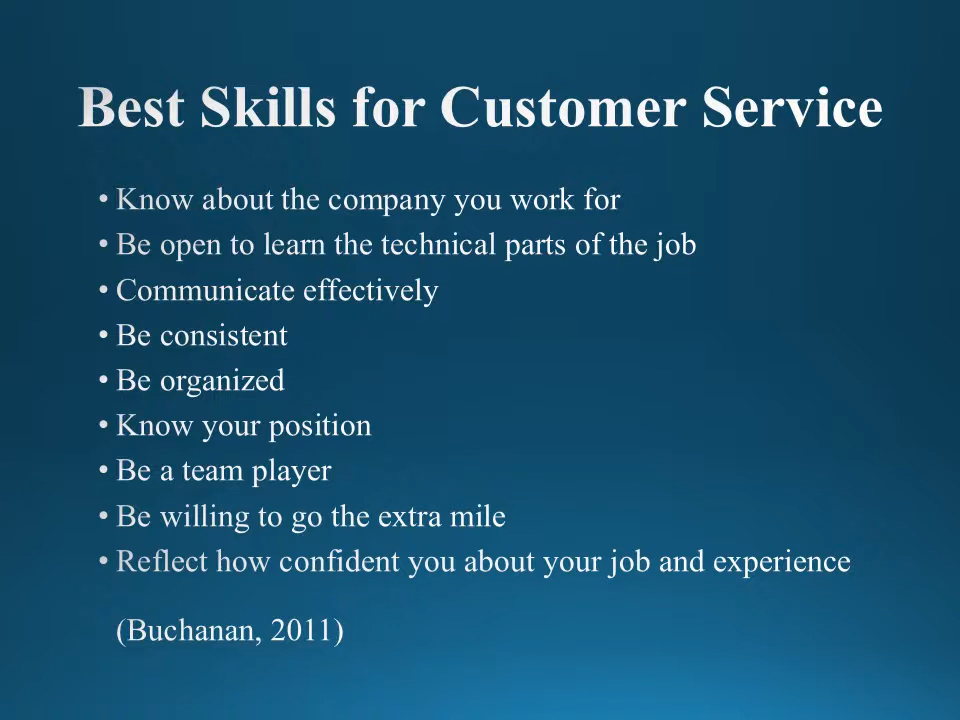 Best Skills for Customer Service
• Know about the company you work for
• Be open to learn the technical parts of the job
• Communicate effectively
• Be consistent
• Be organized
• Know your position
• Be a team player
• Be willing to go the extra mile
• Reflect how confident you about your job and experience
(Buchanan, 2011)